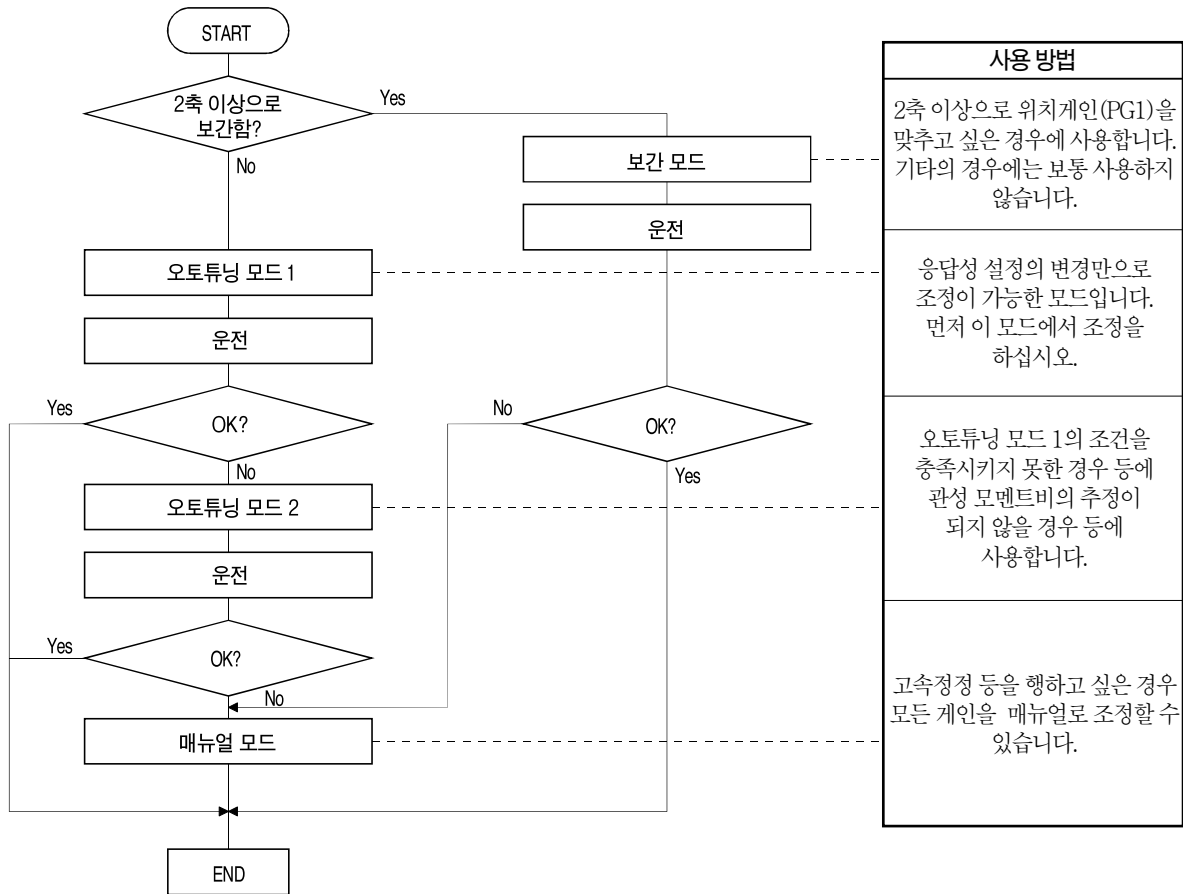 START
2축 이상으로
보간함?
Yes
No
보간 모드
운전
오토튜닝 모드 1
운전
Yes
OK?
No
No
OK?
Yes
오토튜닝 모드 2
운전
Yes
OK?
No
매뉴얼 모드
END
사용 방법
2축 이상으로 위치게인(PG1)을
맞추고 싶은 경우에 사용합니다.
기타의 경우에는 보통 사용하지
않습니다.
응답성 설정의 변경만으로
조정이 가능한 모드입니다.
먼저 이 모드에서 조정을
하십시오.
오토튜닝 모드 1의 조건을
충족시키지 못한 경우 등에
관성 모멘트비의 추정이
되지 않을 경우 등에
사용합니다.
고속정정 등을 행하고 싶은 경우
모든 게인을 매뉴얼로 조정할 수
있습니다.